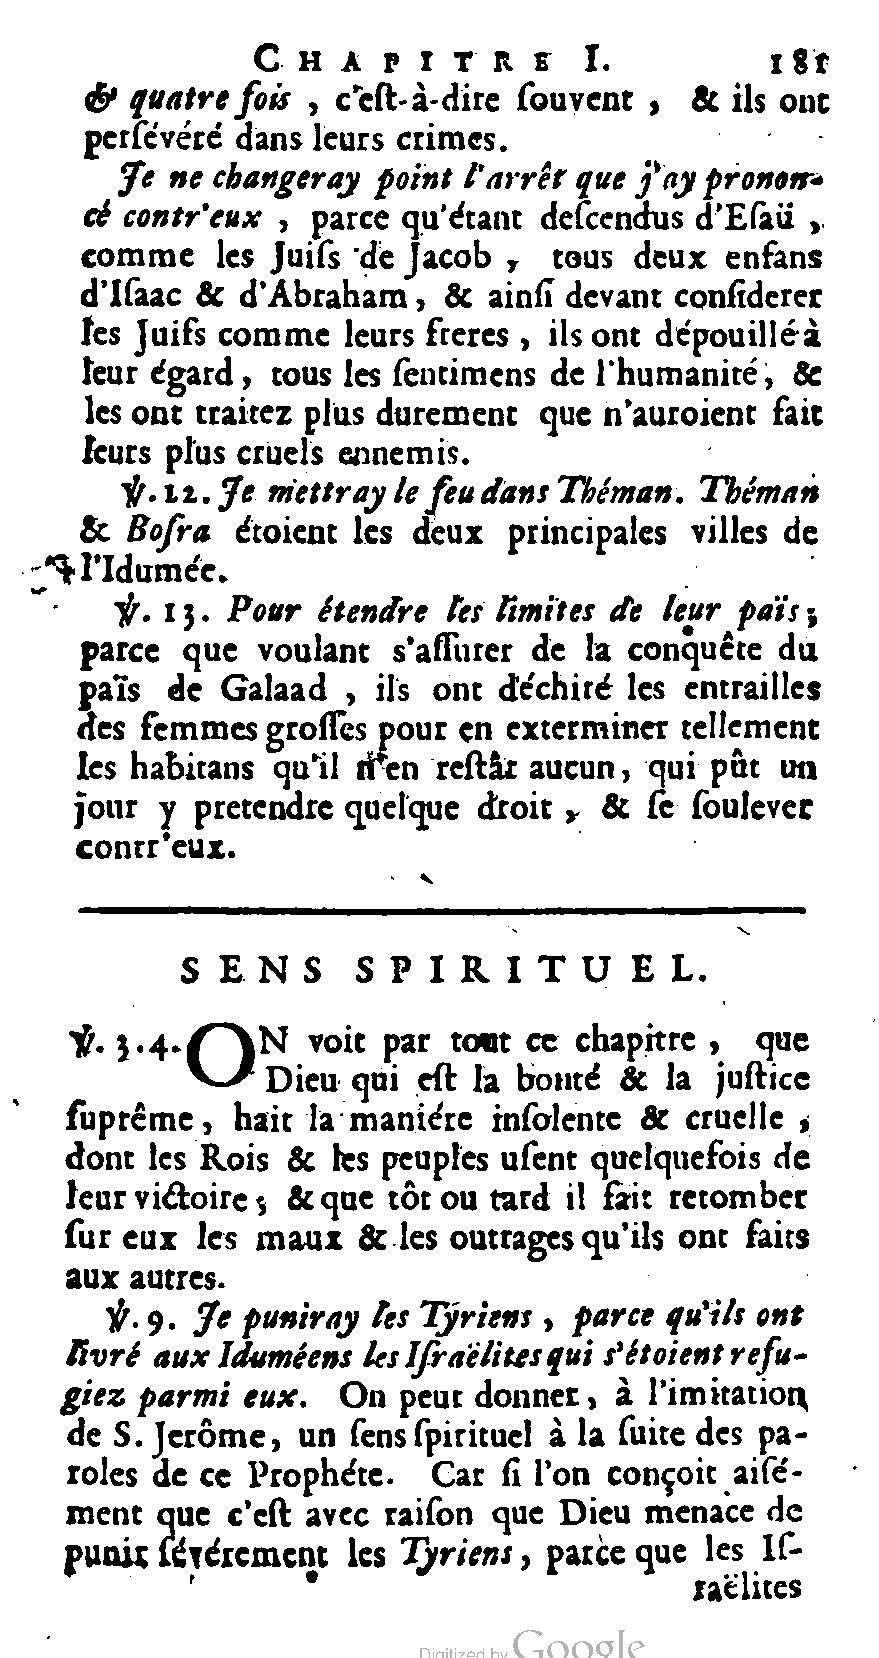 CHAPITRE I. 181
& quatre fois, c'eſt-à-dire ſouvent, & ils ont
perſévéré dans leurs crimes.
Je ne changeray point l'arrêt que j'ay pronon-
cé contr'eux, parce qu'étant deſcendus d'Eſaü,
comme les Juifs de Jacob, tous deux enfans
d'Iſaac & d'Abraham, & ainſi devant conſiderer
les Juifs comme leurs freres, ils ont dépouillé à
leur égard, tous les ſentimens de l'humanité, &
les ont traitez plus durement que n'auroient fait
leurs plus cruels ennemis.
℣. 12. Je mettray le feu dans Théman. Théman
& Boſra étoient les deux principales villes de
l'Idumée.
℣. 13. Pour étendre les limites de leur païs;
parce que voulant s'aſſurer de la conquête du
païs de Galaad, ils ont déchiré les entrailles
des femmes groſſes pour en exterminer tellement
les habitans qu'il n'en reſtât aucun, qui pût un
jour y pretendre quelque droit, & ſe ſoulever
contr'eux.
SENS SPIRITUEL.
℣. 3.4. ON voit par tout ce chapitre, que
Dieu qui eſt la bonté & la juſtice
ſuprême, hait la maniére inſolente & cruelle,
dont les Rois & les peuples uſent quelquefois de
leur victoire; & que tôt ou tard il fait retomber
ſur eux les maux & les outrages qu'ils ont faits
aux autres.
℣. 9. Je puniray les Tyriens, parce qu'ils ont
livré aux Iduméens les Iſraëlites qui s'étoient refu-
giez parmi eux. On peut donner, à l'imitation
de S. Jerôme, un ſens ſpirituel à la ſuite des pa-
roles de ce Prophéte. Car ſi l'on conçoit aiſé-
ment que c'eſt avec raiſon que Dieu menace de
punir ſévérement les Tyriens, parce que les Iſ-
raëlites
Digitized by Google